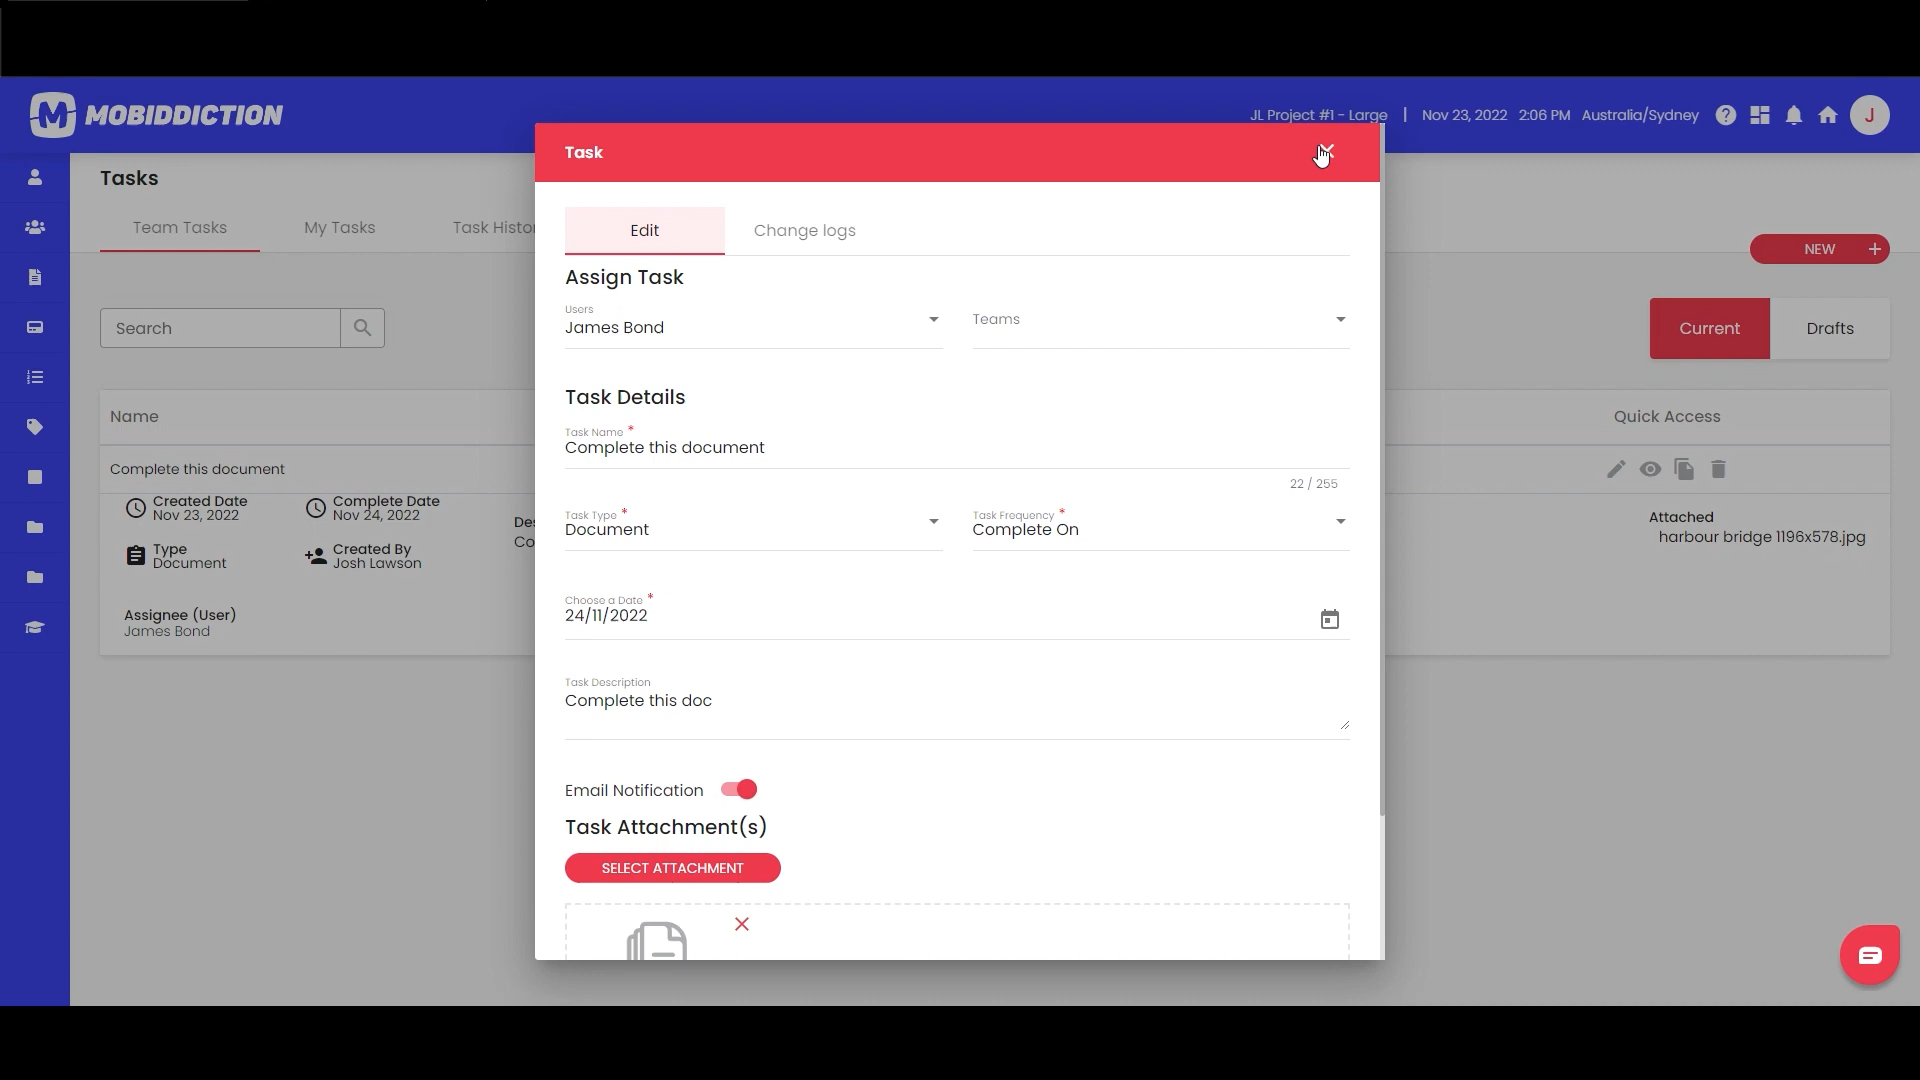 MOBIDDICTION
JL Project #1 - Large | Nov 23, 2022 2:06 PM Australia/Sydney
J
Task
Tasks
Team Tasks
My Tasks
Task Histor
NEW +
Edit
Change logs
Assign Task
Users
James Bond
Teams
Search
Current
Drafts
Task Details
Name
Quick Access
Task Name *
Complete this document
22 / 255
Complete this document
Created Date
Nov 23, 2022
Complete Date
Nov 24, 2022
Des
Co
Type
Document
Created By
Josh Lawson
Assignee (User)
James Bond
Task Type *
Document
Task Frequency *
Complete On
Attached
harbour bridge 1196x578.jpg
Choose a Date *
24/11/2022
Task Description
Complete this doc
Email Notification
Task Attachment(s)
SELECT ATTACHMENT